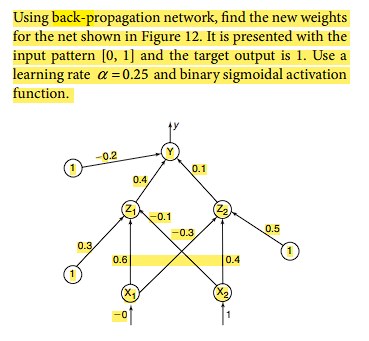 Using back-propagation network, find the new weights
for the net shown in Figure 12. It is presented with the
input pattern [0, 1] and the target output is 1. Use a
learning rate α = 0.25 and binary sigmoidal activation
function.
y
-0.2
Y
1
0.1
0.4
Z1
-0.1
Z2
-0.3
0.5
0.3
1
0.6
0.4
1
X1
X2
-0
1